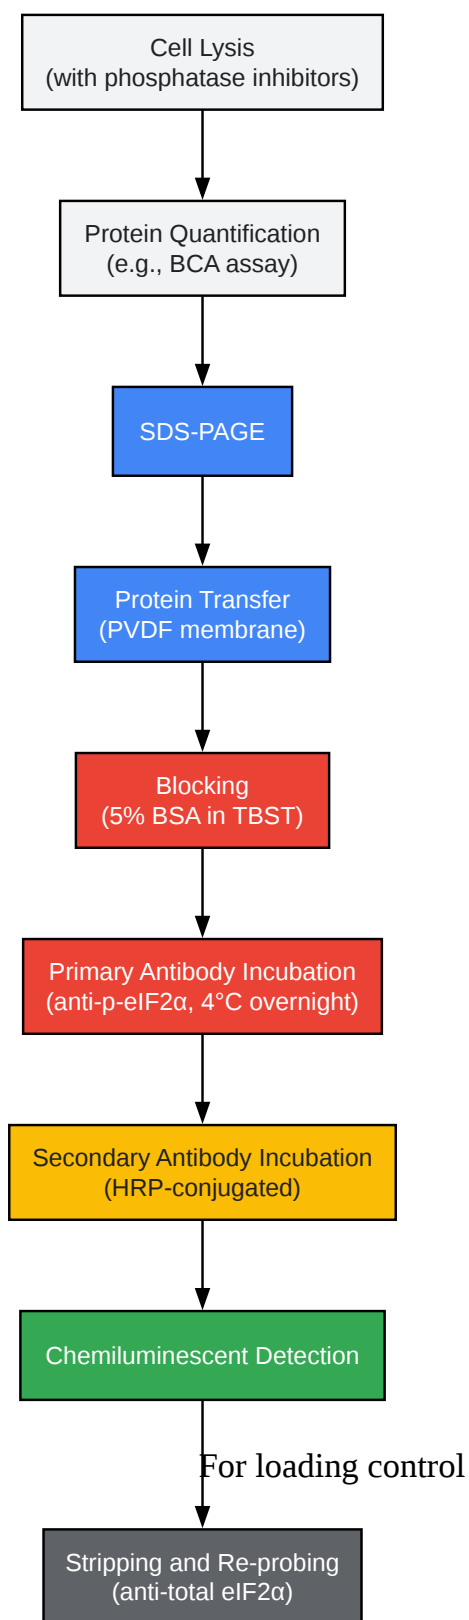 Cell Lysis
(with phosphatase inhibitors)
Protein Quantification
(e.g., BCA assay)
SDS-PAGE
Protein Transfer
(PVDF membrane)
Blocking
(5% BSA in TBST)
Primary Antibody Incubation
(anti-p-eIF2α, 4°C overnight)
Secondary Antibody Incubation
(HRP-conjugated)
Chemiluminescent Detection
For loading control
Stripping and Re-probing
(anti-total eIF2α)